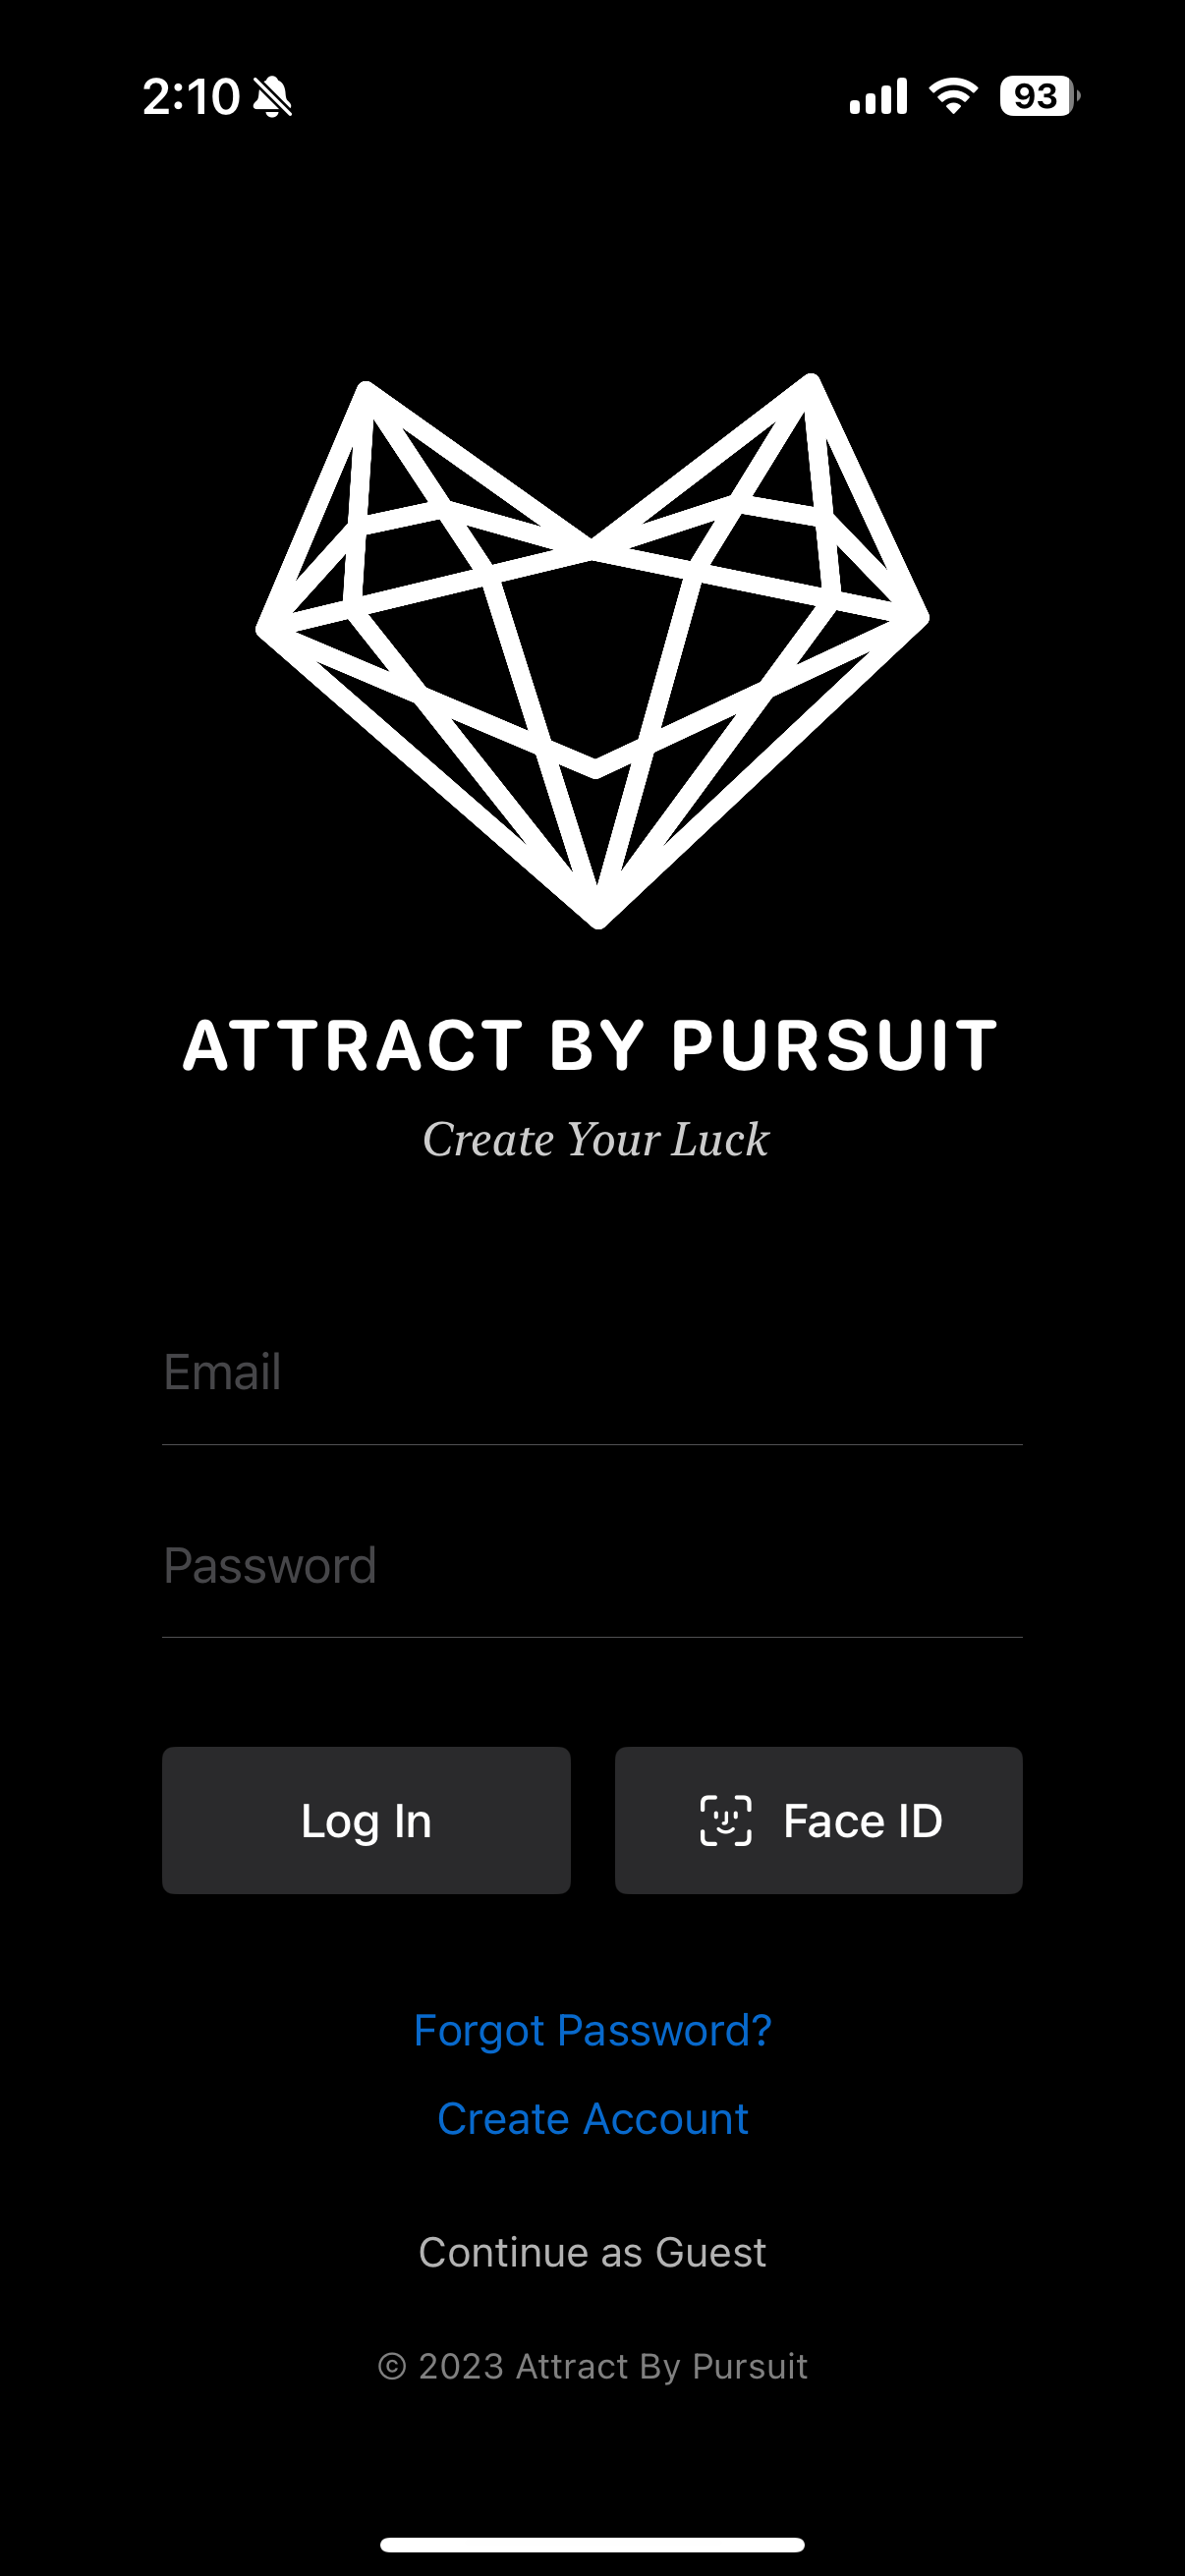 2:10 93
ATTRACT BY PURSUIT
Create Your Luck
Email
Password
Log In Face ID
Forgot Password?
Create Account
Continue as Guest
© 2023 Attract By Pursuit